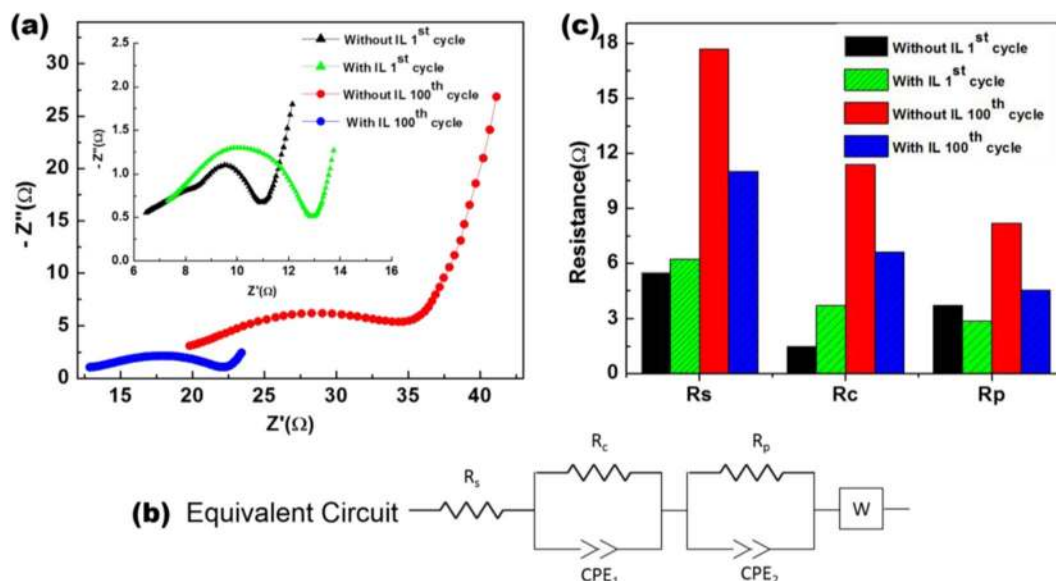 (a)
- Z''(Ω)
30
25
20
15
10
5
0
15 20 25 30 35 40
Z'(Ω)
- Z''(Ω)
2.5
2.0
1.5
1.0
0.5
0.0
6 8 10 12 14 16
Z'(Ω)
Without IL 1st cycle
With IL 1st cycle
Without IL 100th cycle
With IL 100th cycle
(c)
Resistance(Ω)
18
15
12
9
6
3
0
Rs Rc Rp
Without IL 1st cycle
With IL 1st cycle
Without IL 100th cycle
With IL 100th cycle
(b) Equivalent Circuit
Rs
Rc
CPE1
Rp
CPE2
W